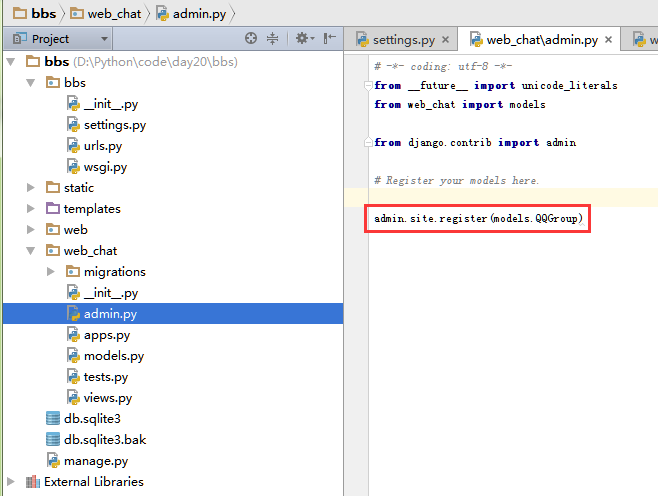 bbs web_chat admin.py
Project
settings.py web_chat\admin.py w
bbs (D:\Python\code\day20\bbs)
bbs
__init__.py
settings.py
urls.py
wsgi.py
static
templates
web
web_chat
migrations
__init__.py
admin.py
apps.py
models.py
tests.py
views.py
db.sqlite3
db.sqlite3.bak
manage.py
External Libraries
# -*- coding: utf-8 -*-
from __future__ import unicode_literals
from web_chat import models
from django.contrib import admin
# Register your models here.
admin.site.register(models.QQGroup)